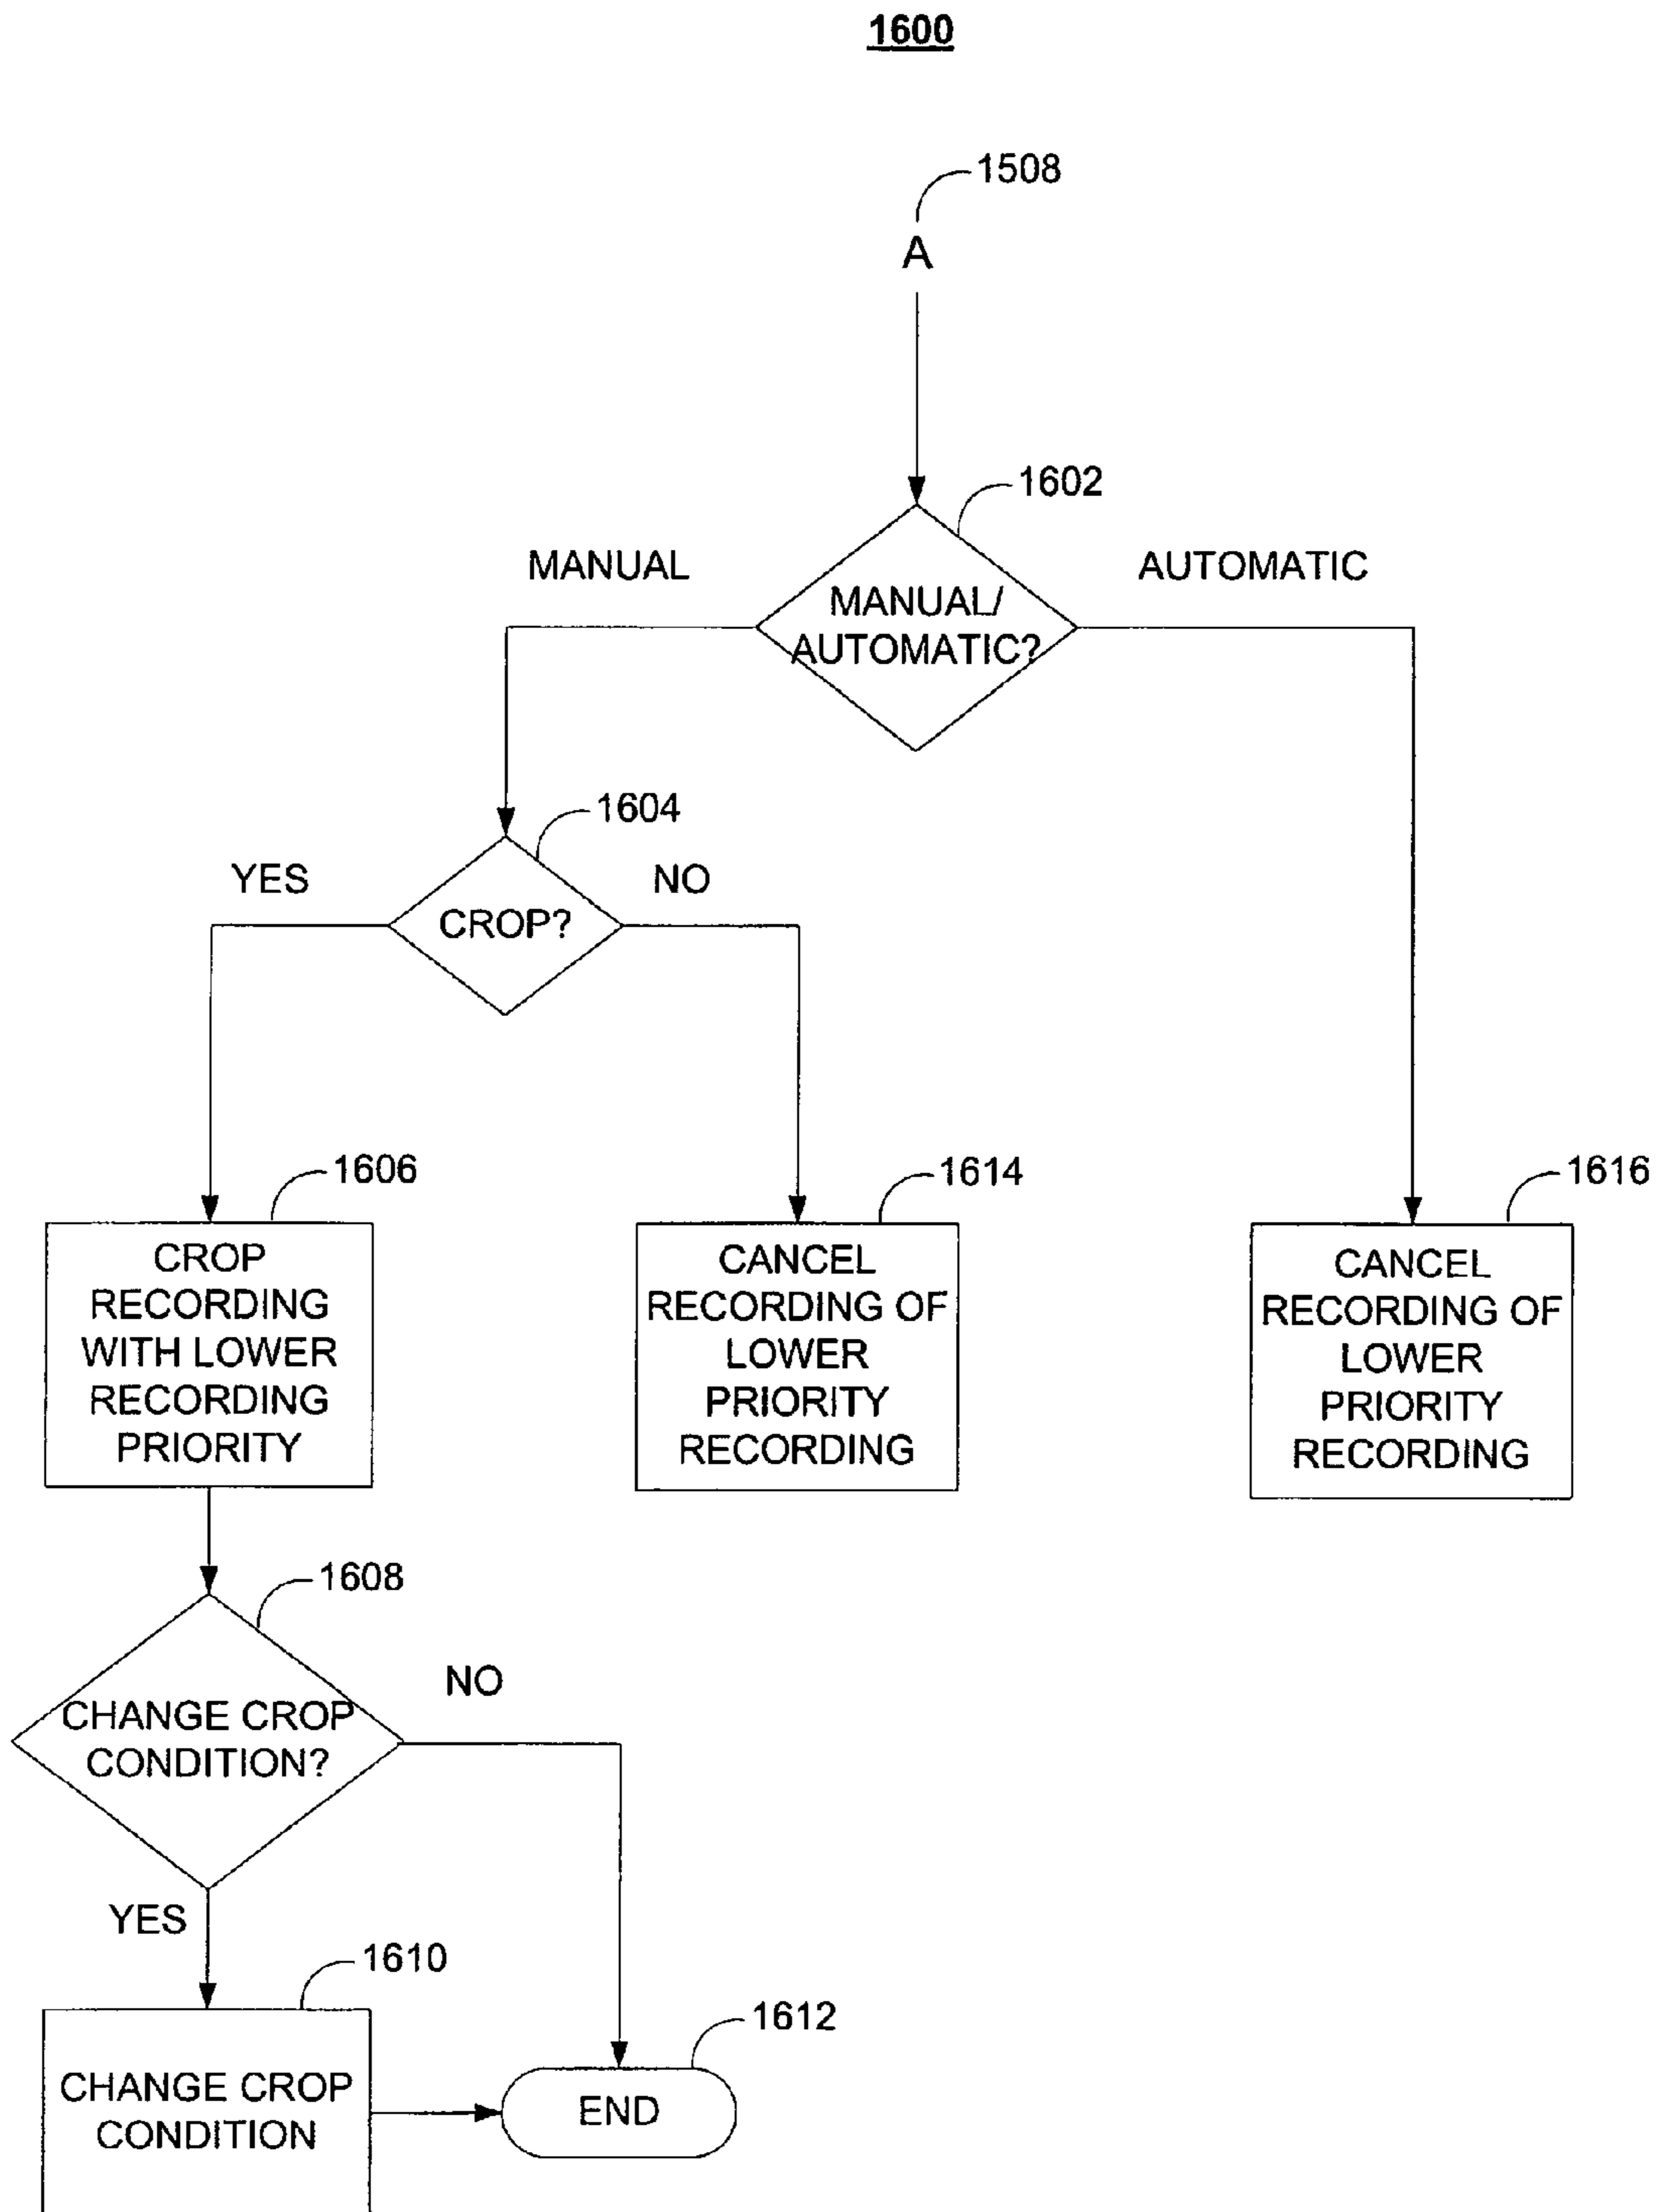 1600
1508
A
1602
MANUAL
AUTOMATIC
MANUAL/
AUTOMATIC?
1604
YES
NO
CROP?
1606
1614
1616
CROP
RECORDING
WITH LOWER
RECORDING
PRIORITY
CANCEL
RECORDING OF
LOWER
PRIORITY
RECORDING
CANCEL
RECORDING OF
LOWER
PRIORITY
RECORDING
1608
NO
CHANGE CROP
CONDITION?
YES
1610
1612
CHANGE CROP
CONDITION
END